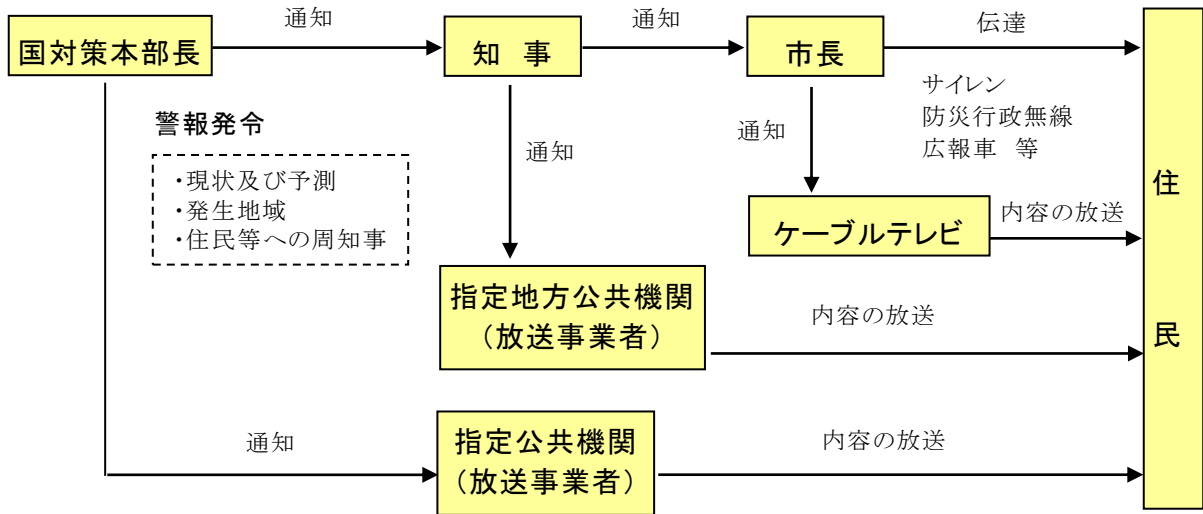 通知
通知
伝達
国対策本部長
知 事
市長
サイレン
防災行政無線
広報車 等
警報発令
通知
通知
・現状及び予測
・発生地域
・住民等への周知事
住
民
ケーブルテレビ
内容の放送
指定地方公共機関
（放送事業者）
内容の放送
通知
指定公共機関
（放送事業者）
内容の放送